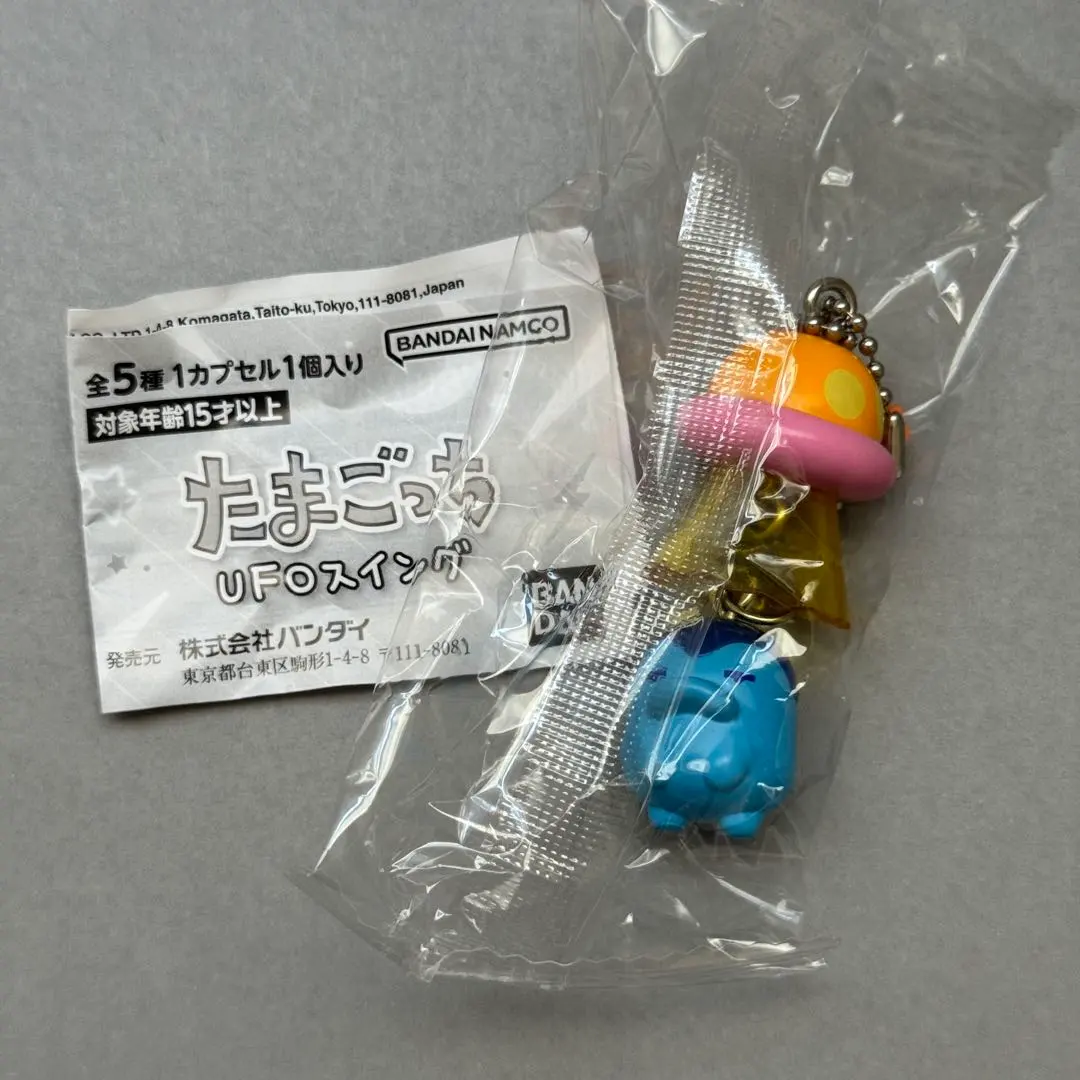 LTD. 1-4-8 Komagata,Taito-ku,Tokyo,111-8081,Japan
BANDAI NAMCO
全5種 1カプセル1個入り
対象年齢15才以上
たまごっち
UFOスイング
BAN
DA
発売元 株式会社バンダイ
東京都台東区駒形1-4-8 〒111-8081